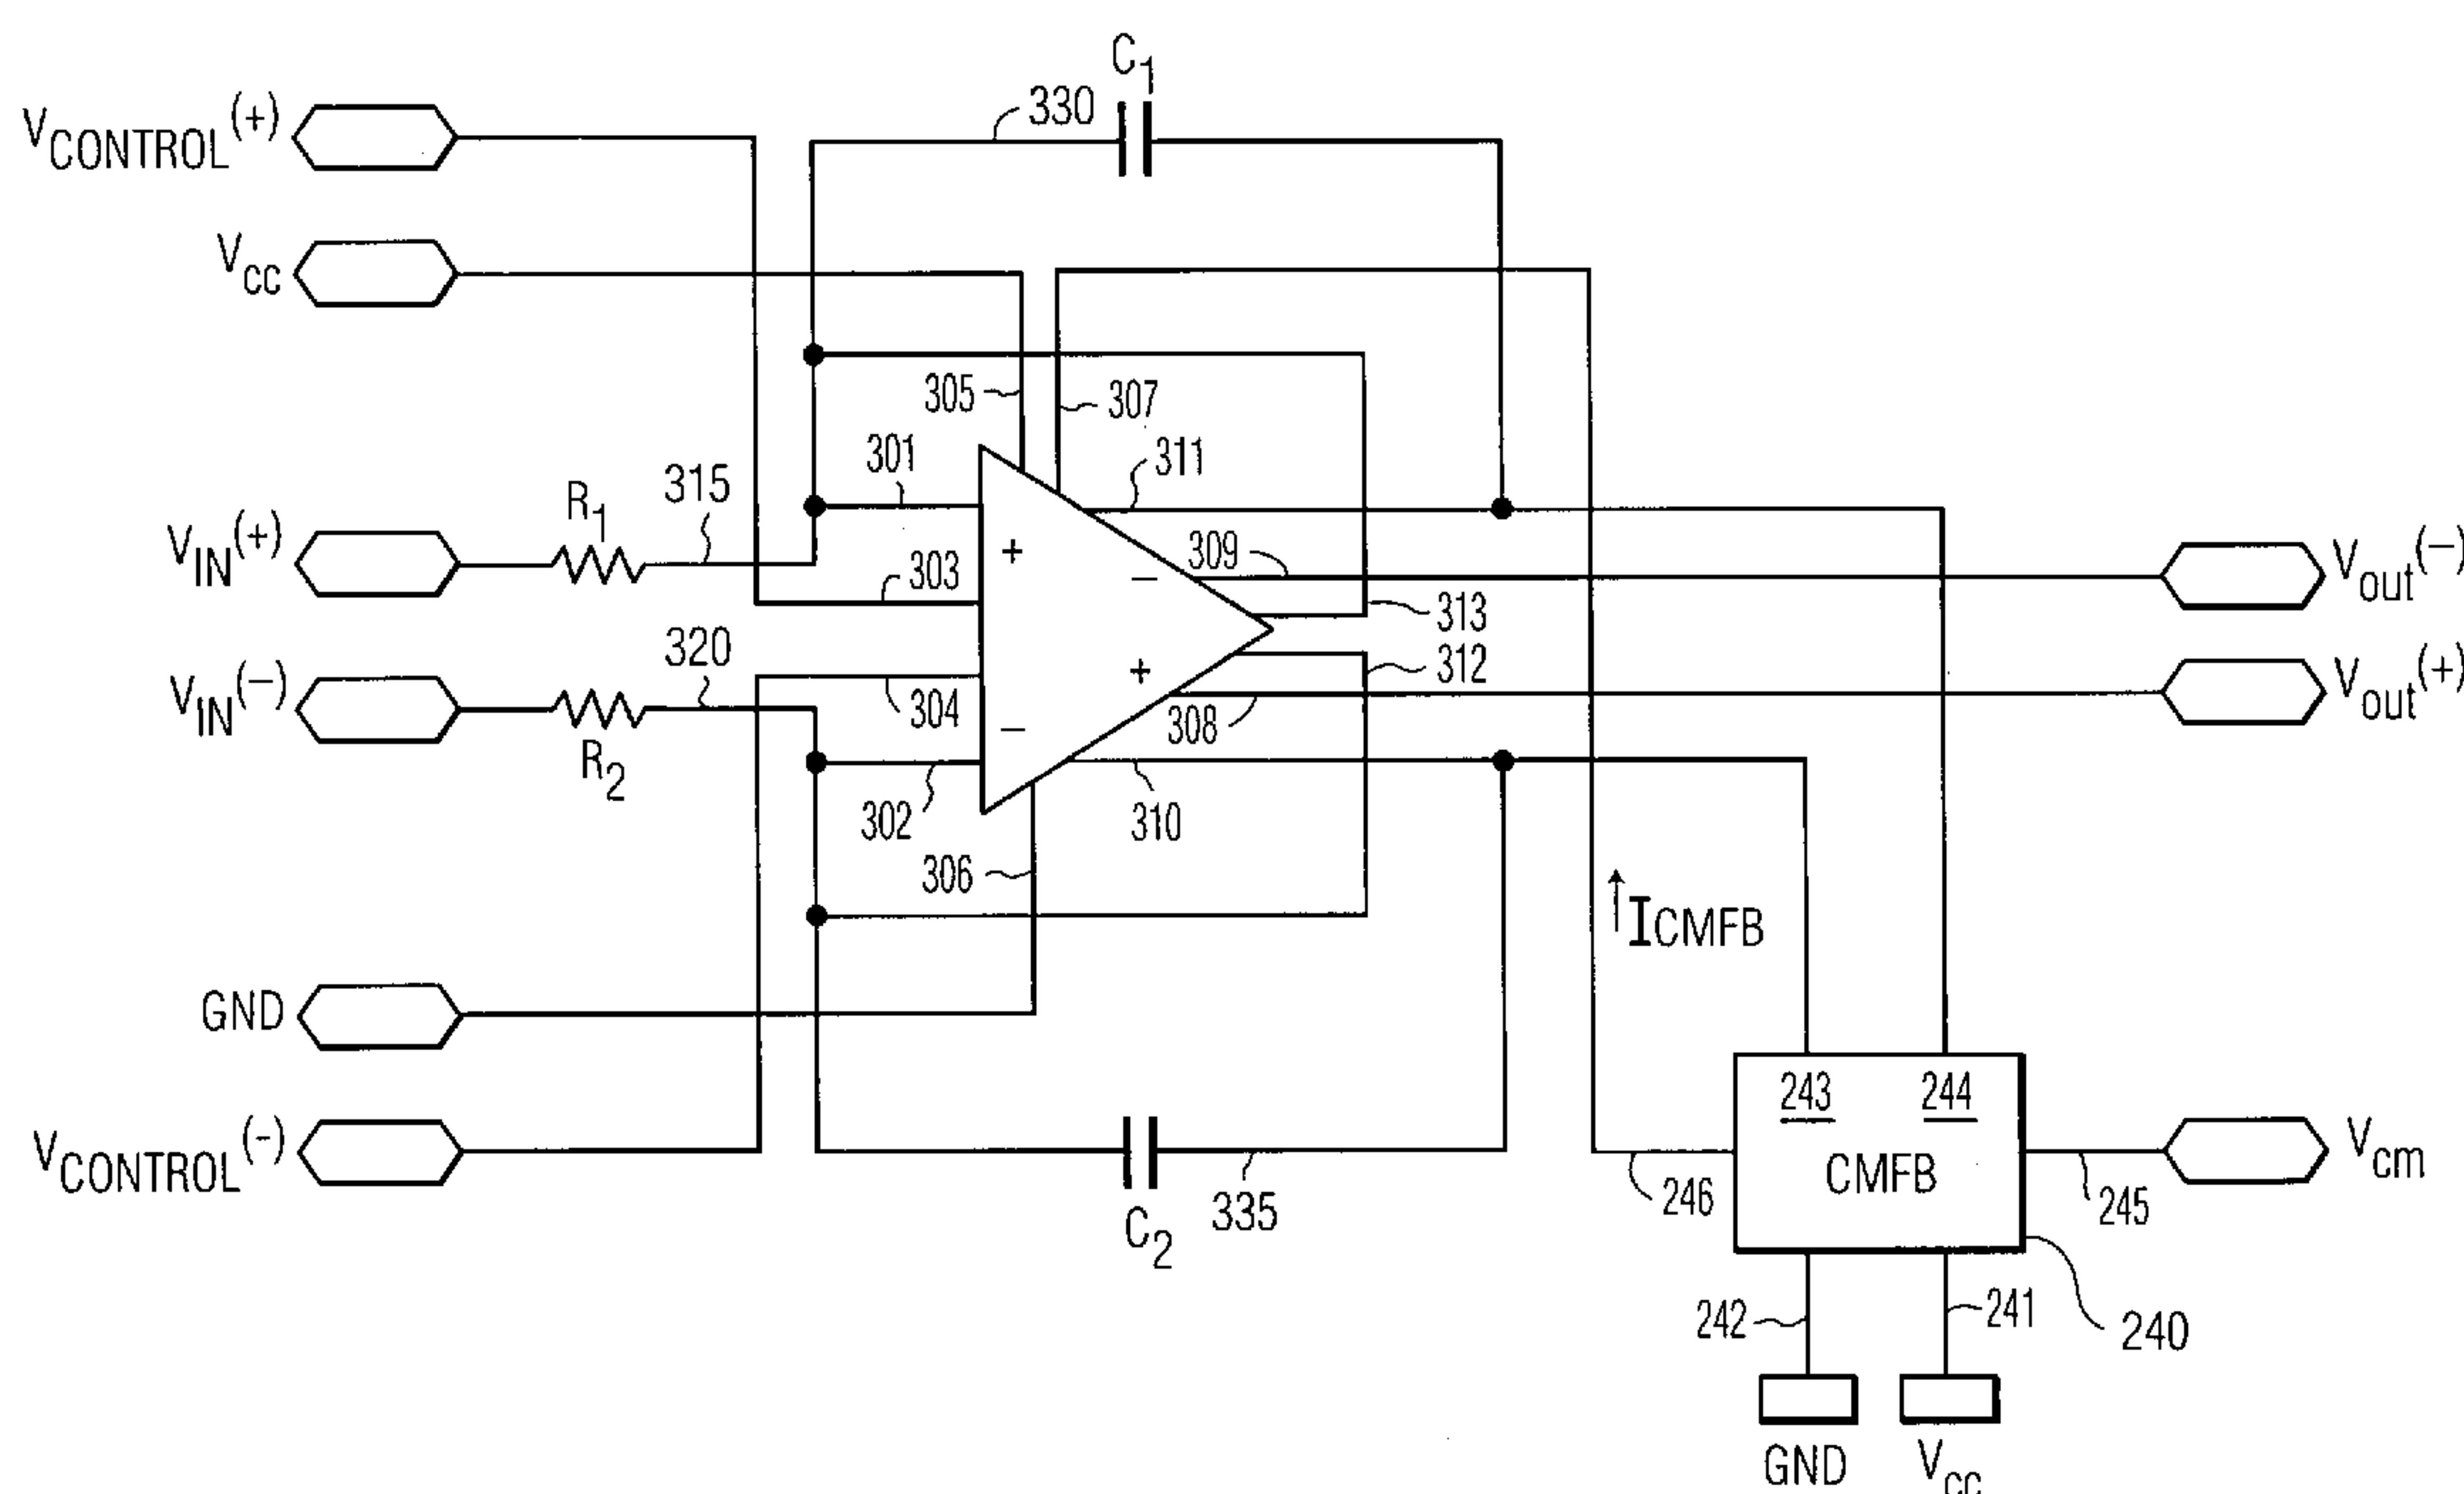 C1
330
VCONTROL(+)
VCC
305
307
301
311
315
R1
VIN(+)
+
−
309
303
Vout(−)
313
320
312
VIN(−)
+
304
308
Vout(+)
R2
−
302
310
306
ICMFB
GND
243
244
VCONTROL(-)
CMFB
Vcm
246
245
335
C2
242
241
240
GND
VCC